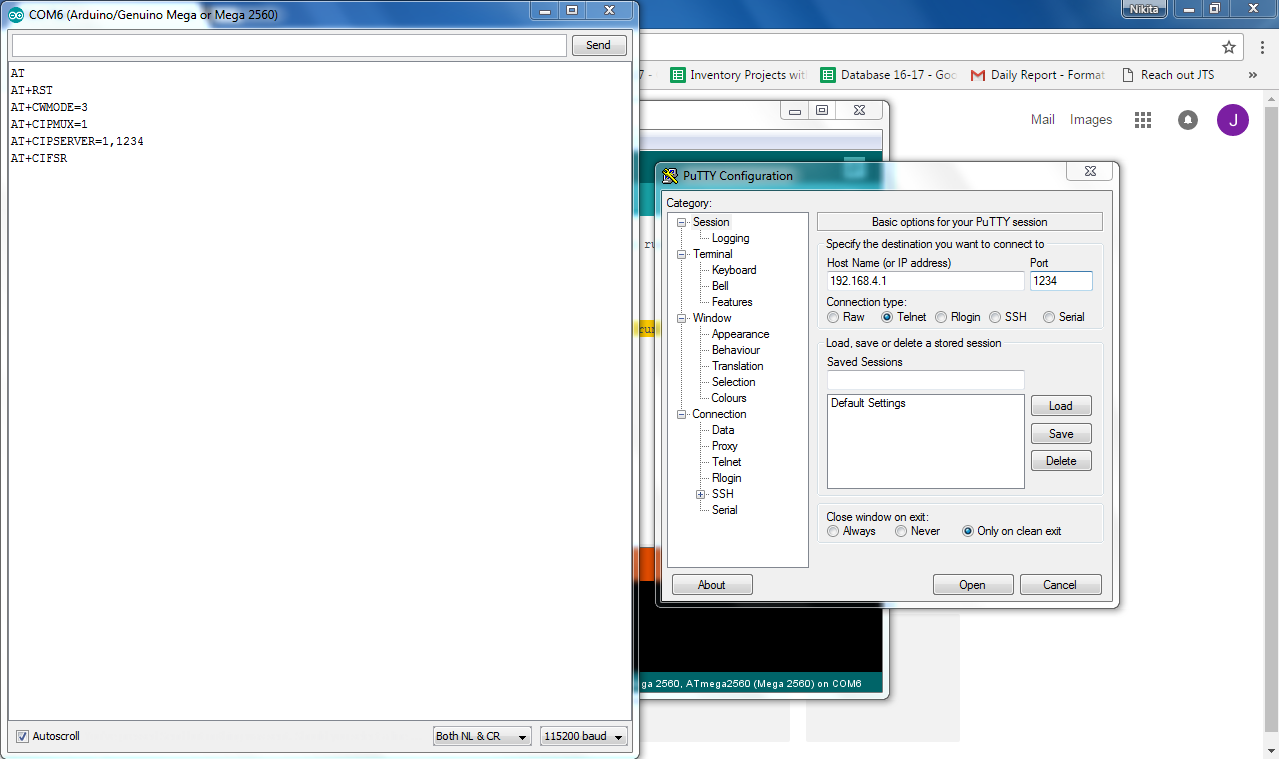 COM6 (Arduino/Genuino Mega or Mega 2560)
Send
AT
AT+RST
AT+CWMODE=3
AT+CIPMUX=1
AT+CIPSERVER=1,1234
AT+CIFSR
Autoscroll
Both NL & CR
115200 baud
Nikita
7 -
Inventory Projects with
Database 16-17 - Goo
Daily Report - Format
Reach out JTS
»
Mail
Images
J
ru
rur
PuTTY Configuration
Category:
Session
Logging
Terminal
Keyboard
Bell
Features
Window
Appearance
Behaviour
Translation
Selection
Colours
Connection
Data
Proxy
Telnet
Rlogin
SSH
Serial
Basic options for your PuTTY session
Specify the destination you want to connect to
Host Name (or IP address)
Port
192.168.4.1
1234
Connection type:
Raw
Telnet
Rlogin
SSH
Serial
Load, save or delete a stored session
Saved Sessions
Default Settings
Load
Save
Delete
Close window on exit:
Always
Never
Only on clean exit
About
Open
Cancel
ga 2560, ATmega2560 (Mega 2560) on COM6